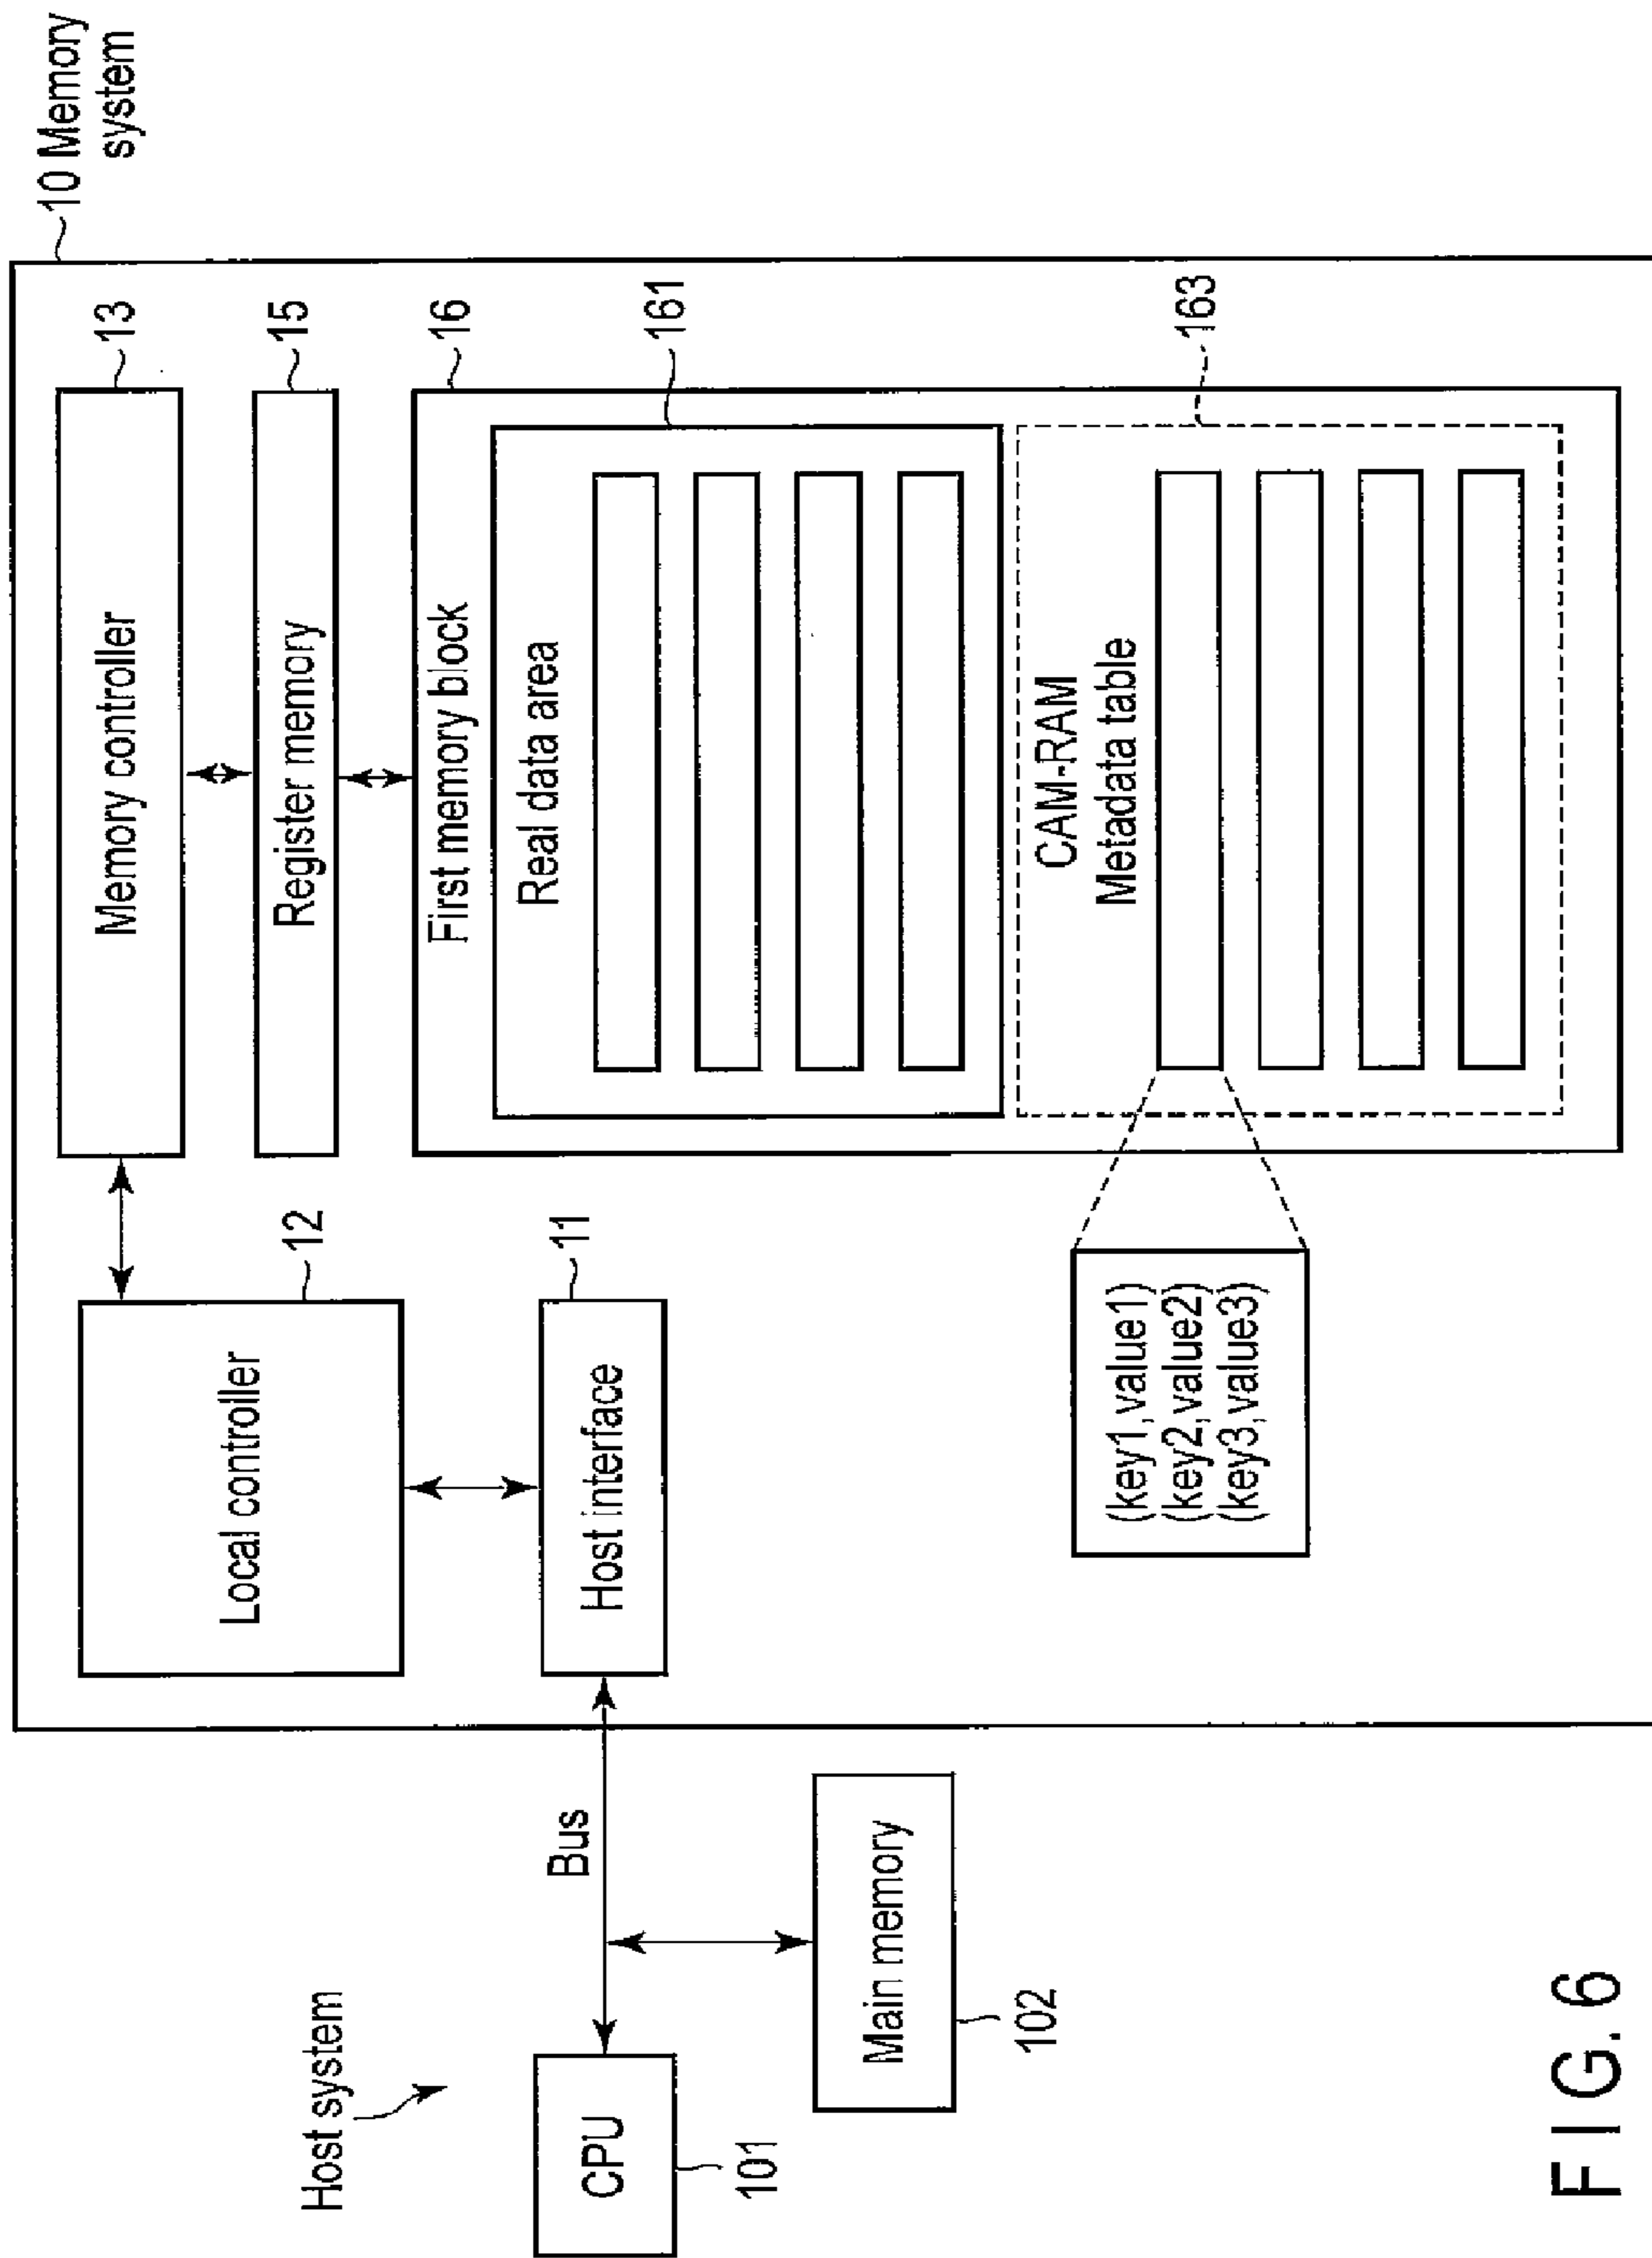 10 Memory
system
Host system
CPU
101
Main memory
102
Bus
Local controller
12
Host interface
11
Memory controller
13
Register memory
15
First memory block
16
Real data area
161
CAM-RAM
Metadata table
163
(key1,value1)
(key2,value2)
(key3,value3)
FIG. 6